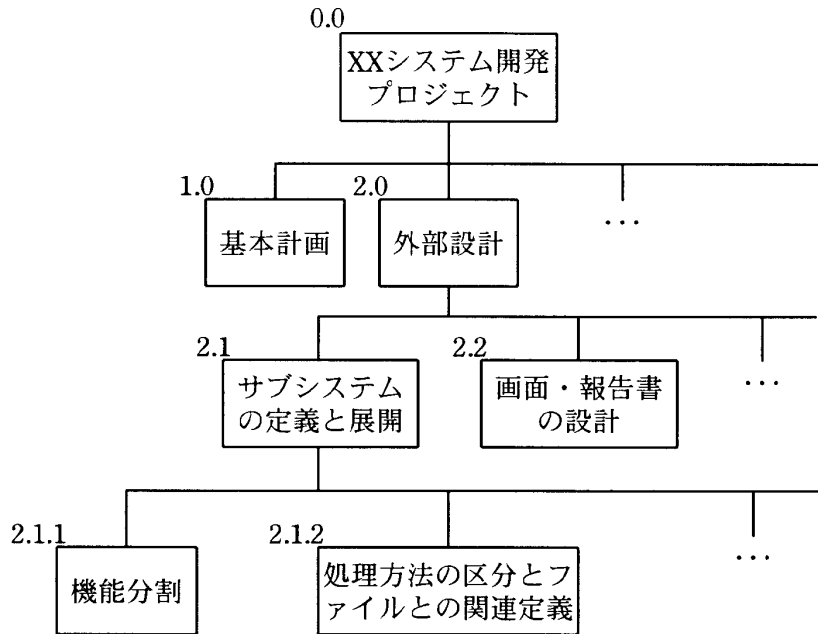 0.0
XXシステム開発
プロジェクト
1.0
2.0
基本計画
外部設計
…
2.1
2.2
サブシステム
の定義と展開
画面・報告書
の設計
…
2.1.1
2.1.2
機能分割
処理方法の区分とフ
ァイルとの関連定義
…